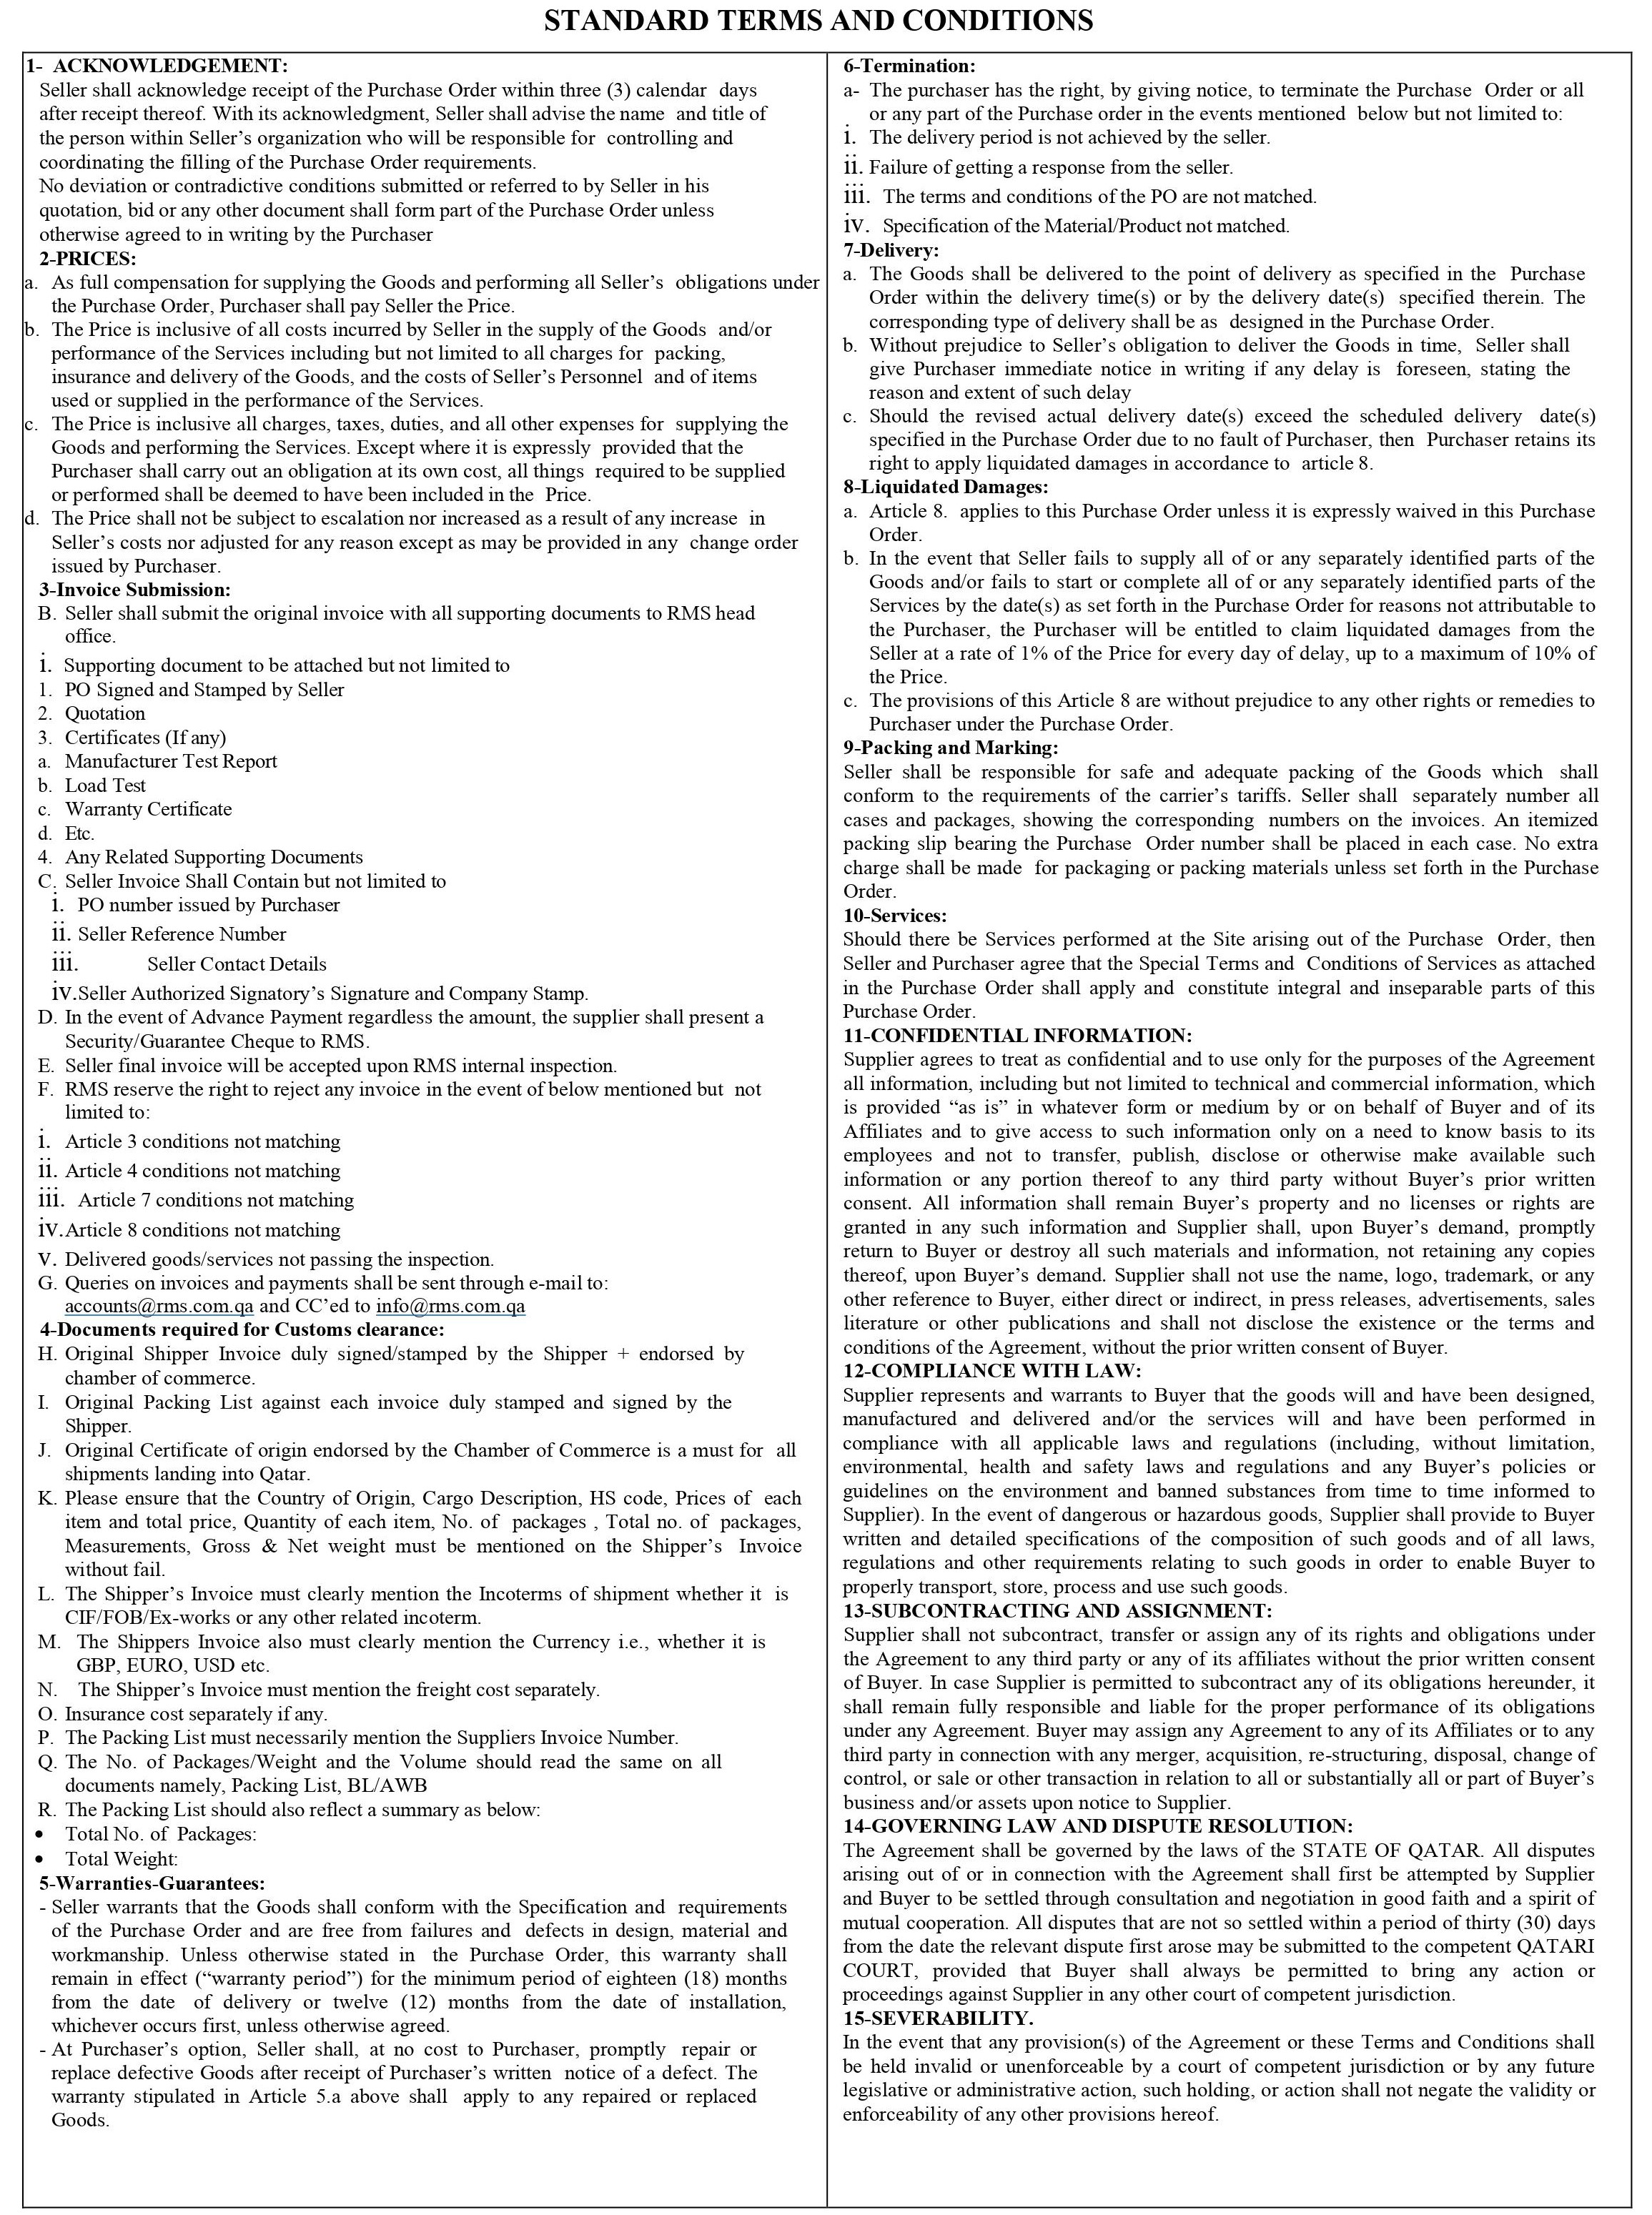 STANDARD TERMS AND CONDITIONS
1- ACKNOWLEDGEMENT:
Seller shall acknowledge receipt of the Purchase Order within three (3) calendar days
after receipt thereof. With its acknowledgment, Seller shall advise the name and title of
the person within Seller’s organization who will be responsible for controlling and
coordinating the filling of the Purchase Order requirements.
No deviation or contradictive conditions submitted or referred to by Seller in his
quotation, bid or any other document shall form part of the Purchase Order unless
otherwise agreed to in writing by the Purchaser
2-PRICES:
a. As full compensation for supplying the Goods and performing all Seller’s obligations under
the Purchase Order, Purchaser shall pay Seller the Price.
b. The Price is inclusive of all costs incurred by Seller in the supply of the Goods and/or
performance of the Services including but not limited to all charges for packing,
insurance and delivery of the Goods, and the costs of Seller’s Personnel and of items
used or supplied in the performance of the Services.
c. The Price is inclusive all charges, taxes, duties, and all other expenses for supplying the
Goods and performing the Services. Except where it is expressly provided that the
Purchaser shall carry out an obligation at its own cost, all things required to be supplied
or performed shall be deemed to have been included in the Price.
d. The Price shall not be subject to escalation nor increased as a result of any increase in
Seller’s costs nor adjusted for any reason except as may be provided in any change order
issued by Purchaser.
3-Invoice Submission:
B. Seller shall submit the original invoice with all supporting documents to RMS head
office.
i. Supporting document to be attached but not limited to
1. PO Signed and Stamped by Seller
2. Quotation
3. Certificates (If any)
a. Manufacturer Test Report
b. Load Test
c. Warranty Certificate
d. Etc.
4. Any Related Supporting Documents
C. Seller Invoice Shall Contain but not limited to
i. PO number issued by Purchaser
ii. Seller Reference Number
iii. Seller Contact Details
iv.Seller Authorized Signatory’s Signature and Company Stamp.
D. In the event of Advance Payment regardless the amount, the supplier shall present a
Security/Guarantee Cheque to RMS.
E. Seller final invoice will be accepted upon RMS internal inspection.
F. RMS reserve the right to reject any invoice in the event of below mentioned but not
limited to:
i. Article 3 conditions not matching
ii. Article 4 conditions not matching
iii. Article 7 conditions not matching
iv.Article 8 conditions not matching
v. Delivered goods/services not passing the inspection.
G. Queries on invoices and payments shall be sent through e-mail to:
accounts@rms.com.qa and CC’ed to info@rms.com.qa
4-Documents required for Customs clearance:
H. Original Shipper Invoice duly signed/stamped by the Shipper + endorsed by
chamber of commerce.
I. Original Packing List against each invoice duly stamped and signed by the
Shipper.
J. Original Certificate of origin endorsed by the Chamber of Commerce is a must for all
shipments landing into Qatar.
K. Please ensure that the Country of Origin, Cargo Description, HS code, Prices of each
item and total price, Quantity of each item, No. of packages , Total no. of packages,
Measurements, Gross & Net weight must be mentioned on the Shipper’s Invoice
without fail.
L. The Shipper’s Invoice must clearly mention the Incoterms of shipment whether it is
CIF/FOB/Ex-works or any other related incoterm.
M. The Shippers Invoice also must clearly mention the Currency i.e., whether it is
GBP, EURO, USD etc.
N. The Shipper’s Invoice must mention the freight cost separately.
O. Insurance cost separately if any.
P. The Packing List must necessarily mention the Suppliers Invoice Number.
Q. The No. of Packages/Weight and the Volume should read the same on all
documents namely, Packing List, BL/AWB
R. The Packing List should also reflect a summary as below:
• Total No. of Packages:
• Total Weight:
5-Warranties-Guarantees:
- Seller warrants that the Goods shall conform with the Specification and requirements
of the Purchase Order and are free from failures and defects in design, material and
workmanship. Unless otherwise stated in the Purchase Order, this warranty shall
remain in effect (“warranty period”) for the minimum period of eighteen (18) months
from the date of delivery or twelve (12) months from the date of installation,
whichever occurs first, unless otherwise agreed.
- At Purchaser’s option, Seller shall, at no cost to Purchaser, promptly repair or
replace defective Goods after receipt of Purchaser’s written notice of a defect. The
warranty stipulated in Article 5.a above shall apply to any repaired or replaced
Goods.
6-Termination:
a- The purchaser has the right, by giving notice, to terminate the Purchase Order or all
or any part of the Purchase order in the events mentioned below but not limited to:
i. The delivery period is not achieved by the seller.
ii. Failure of getting a response from the seller.
iii. The terms and conditions of the PO are not matched.
iv. Specification of the Material/Product not matched.
7-Delivery:
a. The Goods shall be delivered to the point of delivery as specified in the Purchase
Order within the delivery time(s) or by the delivery date(s) specified therein. The
corresponding type of delivery shall be as designed in the Purchase Order.
b. Without prejudice to Seller’s obligation to deliver the Goods in time, Seller shall
give Purchaser immediate notice in writing if any delay is foreseen, stating the
reason and extent of such delay
c. Should the revised actual delivery date(s) exceed the scheduled delivery date(s)
specified in the Purchase Order due to no fault of Purchaser, then Purchaser retains its
right to apply liquidated damages in accordance to article 8.
8-Liquidated Damages:
a. Article 8. applies to this Purchase Order unless it is expressly waived in this Purchase
Order.
b. In the event that Seller fails to supply all of or any separately identified parts of the
Goods and/or fails to start or complete all of or any separately identified parts of the
Services by the date(s) as set forth in the Purchase Order for reasons not attributable to
the Purchaser, the Purchaser will be entitled to claim liquidated damages from the
Seller at a rate of 1% of the Price for every day of delay, up to a maximum of 10% of
the Price.
c. The provisions of this Article 8 are without prejudice to any other rights or remedies to
Purchaser under the Purchase Order.
9-Packing and Marking:
Seller shall be responsible for safe and adequate packing of the Goods which shall
conform to the requirements of the carrier’s tariffs. Seller shall separately number all
cases and packages, showing the corresponding numbers on the invoices. An itemized
packing slip bearing the Purchase Order number shall be placed in each case. No extra
charge shall be made for packaging or packing materials unless set forth in the Purchase
Order.
10-Services:
Should there be Services performed at the Site arising out of the Purchase Order, then
Seller and Purchaser agree that the Special Terms and Conditions of Services as attached
in the Purchase Order shall apply and constitute integral and inseparable parts of this
Purchase Order.
11-CONFIDENTIAL INFORMATION:
Supplier agrees to treat as confidential and to use only for the purposes of the Agreement
all information, including but not limited to technical and commercial information, which
is provided “as is” in whatever form or medium by or on behalf of Buyer and of its
Affiliates and to give access to such information only on a need to know basis to its
employees and not to transfer, publish, disclose or otherwise make available such
information or any portion thereof to any third party without Buyer’s prior written
consent. All information shall remain Buyer’s property and no licenses or rights are
granted in any such information and Supplier shall, upon Buyer’s demand, promptly
return to Buyer or destroy all such materials and information, not retaining any copies
thereof, upon Buyer’s demand. Supplier shall not use the name, logo, trademark, or any
other reference to Buyer, either direct or indirect, in press releases, advertisements, sales
literature or other publications and shall not disclose the existence or the terms and
conditions of the Agreement, without the prior written consent of Buyer.
12-COMPLIANCE WITH LAW:
Supplier represents and warrants to Buyer that the goods will and have been designed,
manufactured and delivered and/or the services will and have been performed in
compliance with all applicable laws and regulations (including, without limitation,
environmental, health and safety laws and regulations and any Buyer’s policies or
guidelines on the environment and banned substances from time to time informed to
Supplier). In the event of dangerous or hazardous goods, Supplier shall provide to Buyer
written and detailed specifications of the composition of such goods and of all laws,
regulations and other requirements relating to such goods in order to enable Buyer to
properly transport, store, process and use such goods.
13-SUBCONTRACTING AND ASSIGNMENT:
Supplier shall not subcontract, transfer or assign any of its rights and obligations under
the Agreement to any third party or any of its affiliates without the prior written consent
of Buyer. In case Supplier is permitted to subcontract any of its obligations hereunder, it
shall remain fully responsible and liable for the proper performance of its obligations
under any Agreement. Buyer may assign any Agreement to any of its Affiliates or to any
third party in connection with any merger, acquisition, re-structuring, disposal, change of
control, or sale or other transaction in relation to all or substantially all or part of Buyer’s
business and/or assets upon notice to Supplier.
14-GOVERNING LAW AND DISPUTE RESOLUTION:
The Agreement shall be governed by the laws of the STATE OF QATAR. All disputes
arising out of or in connection with the Agreement shall first be attempted by Supplier
and Buyer to be settled through consultation and negotiation in good faith and a spirit of
mutual cooperation. All disputes that are not so settled within a period of thirty (30) days
from the date the relevant dispute first arose may be submitted to the competent QATARI
COURT, provided that Buyer shall always be permitted to bring any action or
proceedings against Supplier in any other court of competent jurisdiction.
15-SEVERABILITY.
In the event that any provision(s) of the Agreement or these Terms and Conditions shall
be held invalid or unenforceable by a court of competent jurisdiction or by any future
legislative or administrative action, such holding, or action shall not negate the validity or
enforceability of any other provisions hereof.